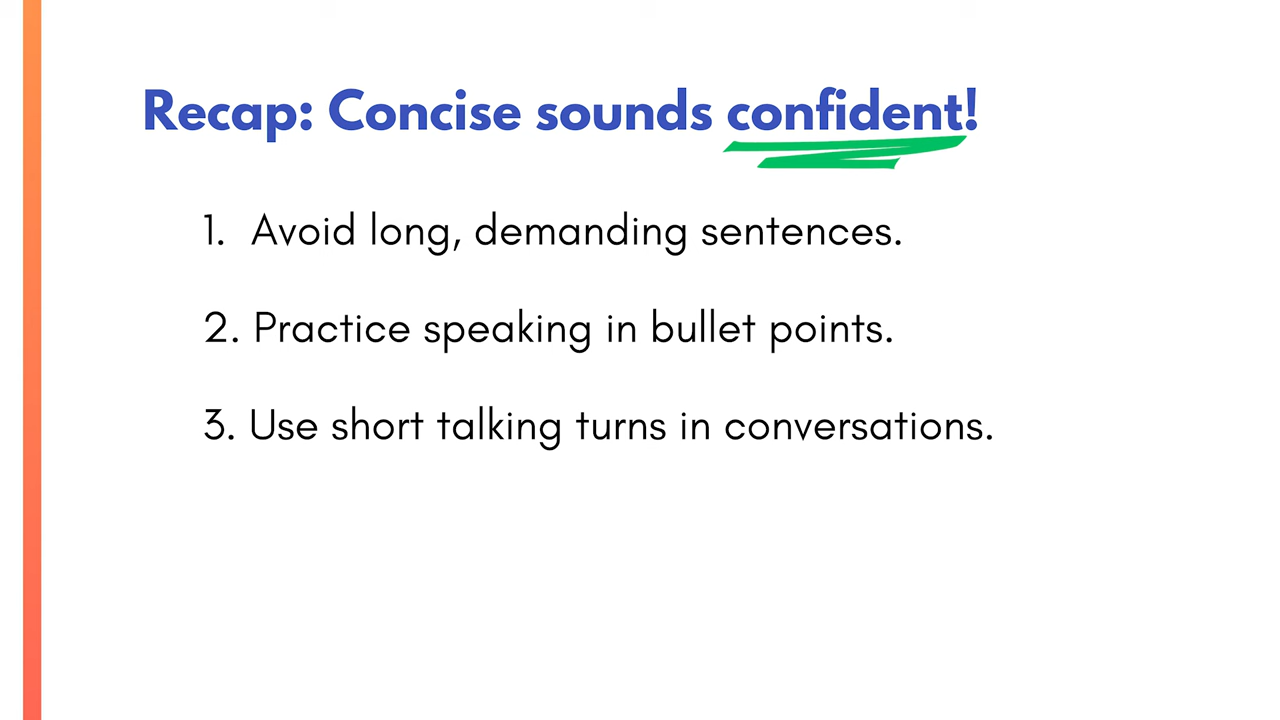 Recap: Concise sounds confident!
1. Avoid long, demanding sentences.
2. Practice speaking in bullet points.
3. Use short talking turns in conversations.